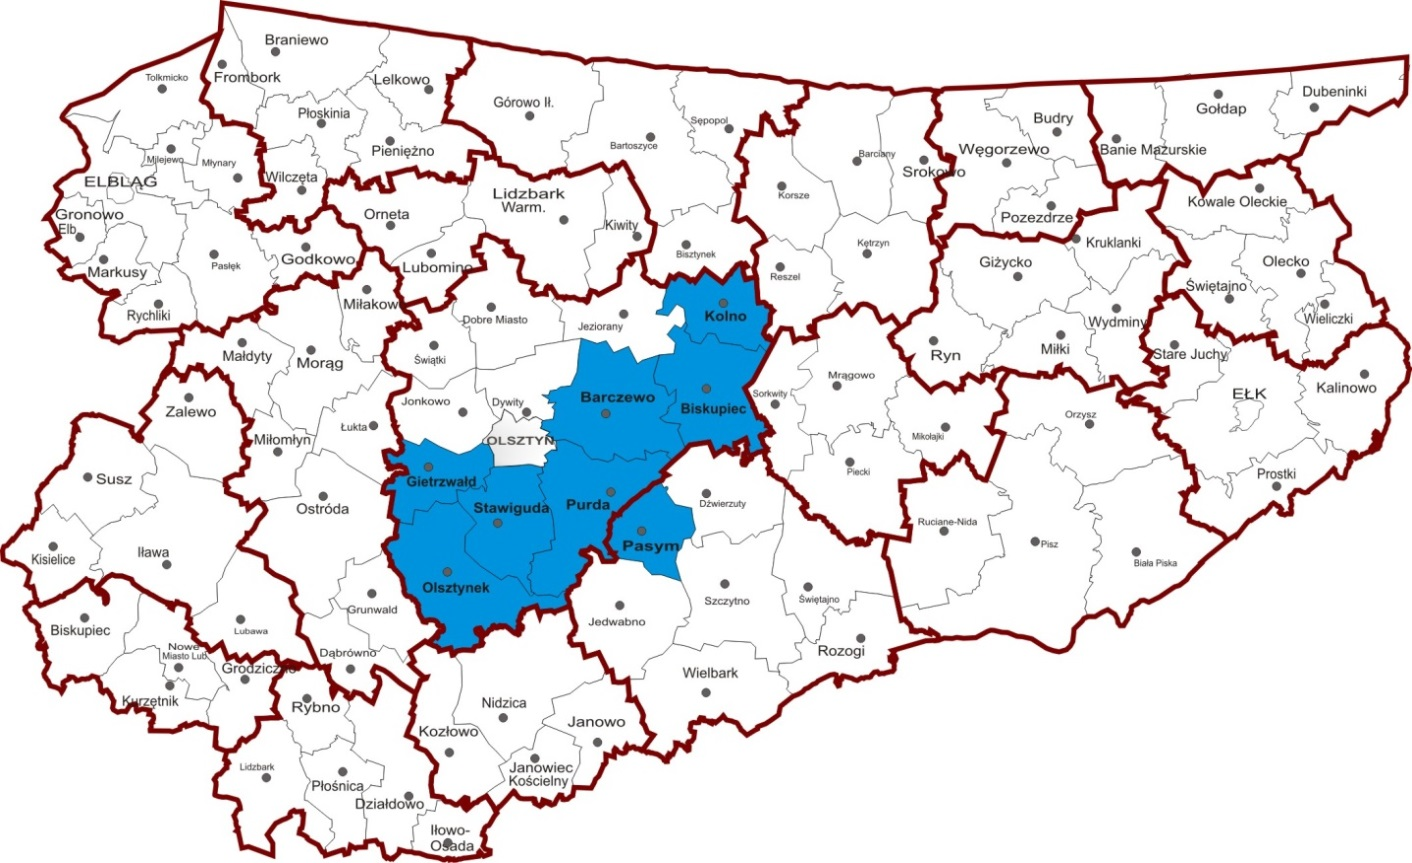 Braniewo
Frombork
Tolkmicko
Lelkowo
Płoskinia
Pieniężno
Górowo Ił.
Sępopol
Bartoszyce
Milejewo
Młynary
Wilczęta
ELBLĄG
Gronowo
Elb.
Markusy
Pasłęk
Godkowo
Rychliki
Orneta
Lidzbark
Warm.
Kiwity
Lubomino
Bisztynek
Barciany
Korsze
Srokowo
Kętrzyn
Reszel
Budry
Węgorzewo
Pozezdrze
Banie Mazurskie
Gołdap
Dubeninki
Kowale Oleckie
Kruklanki
Giżycko
Olecko
Świętajno
Wieliczki
Wydminy
Miłki
Ryn
Stare Juchy
EŁK
Kalinowo
Prostki
Miłakowo
Małdyty
Morąg
Zalewo
Miłomłyn
Łukta
Dobre Miasto
Jeziorany
Kolno
Świątki
Jonkowo
Dywity
Barczewo
Biskupiec
OLSZTYN
Gietrzwałd
Stawiguda
Purda
Pasym
Olsztynek
Sorkwity
Mrągowo
Mikołajki
Piecki
Orzysz
Dźwierzuty
Ruciane-Nida
Pisz
Biała Piska
Susz
Ostróda
Kisielice
Iława
Grunwald
Lubawa
Dąbrówno
Biskupiec
Nowe
Miasto Lub.
Grodziczno
Kurzętnik
Rybno
Lidzbark
Płośnica
Działdowo
Iłowo-
Osada
Jedwabno
Szczytno
Świętajno
Rozogi
Wielbark
Nidzica
Kozłowo
Janowo
Janowiec
Kościelny